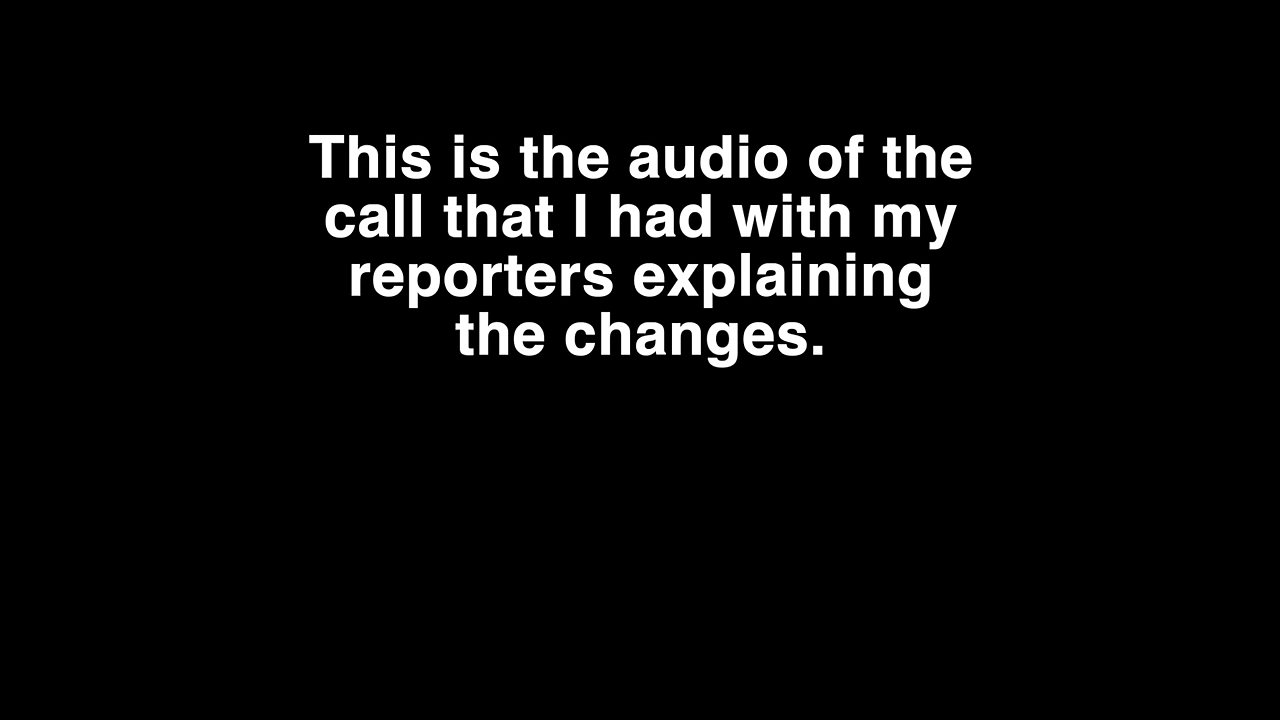 This is the audio of the
call that I had with my
reporters explaining
the changes.